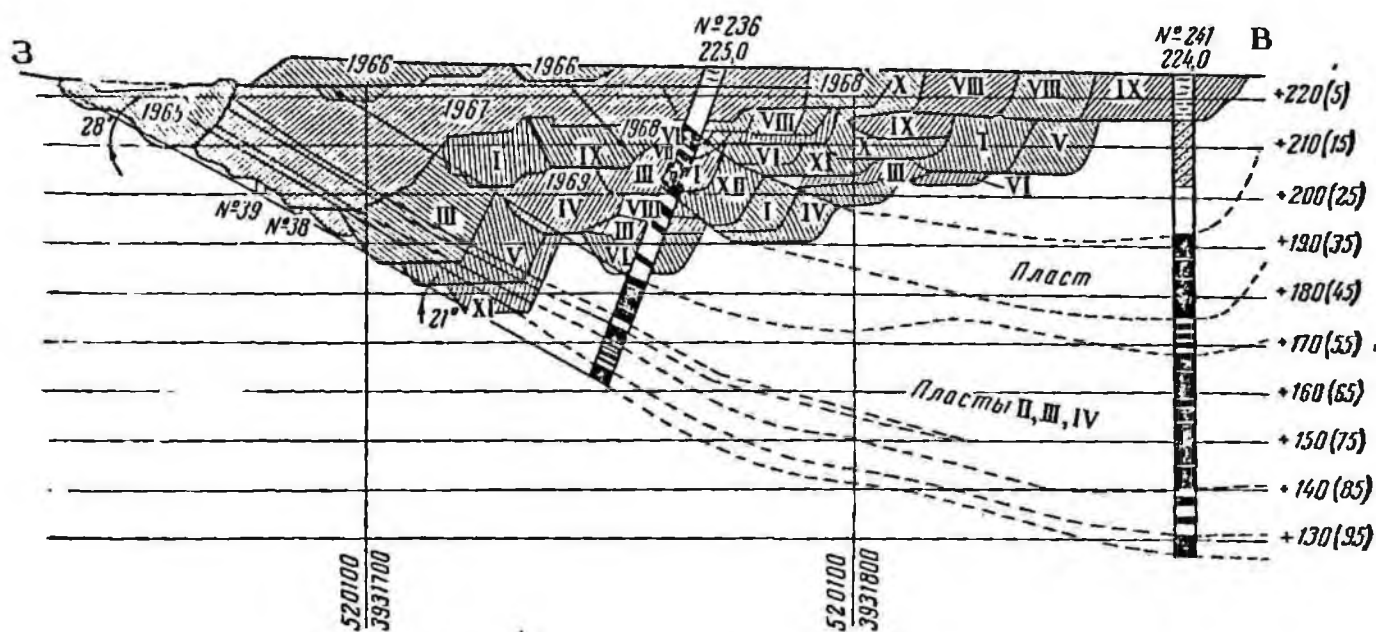 З
В
№236
225,0
№241
224,0
1966
1966
1968
X
VIII
VIII
IX
+220(5)
1965
28°
1967
1968
VI
VIII
IX
I
V
+210(15)
I
IX
VII
III
I
VI
XI
X
III
VI
1969
XII
+200(25)
№39
№38
III
IV
VIII
I
IV
III
+190(35)
V
VI
Пласт
+180(45)
21°
XI
+170(55)
Пласты II, III, IV
+160(65)
+150(75)
+140(85)
+130(95)
520100
3931700
520100
3931800